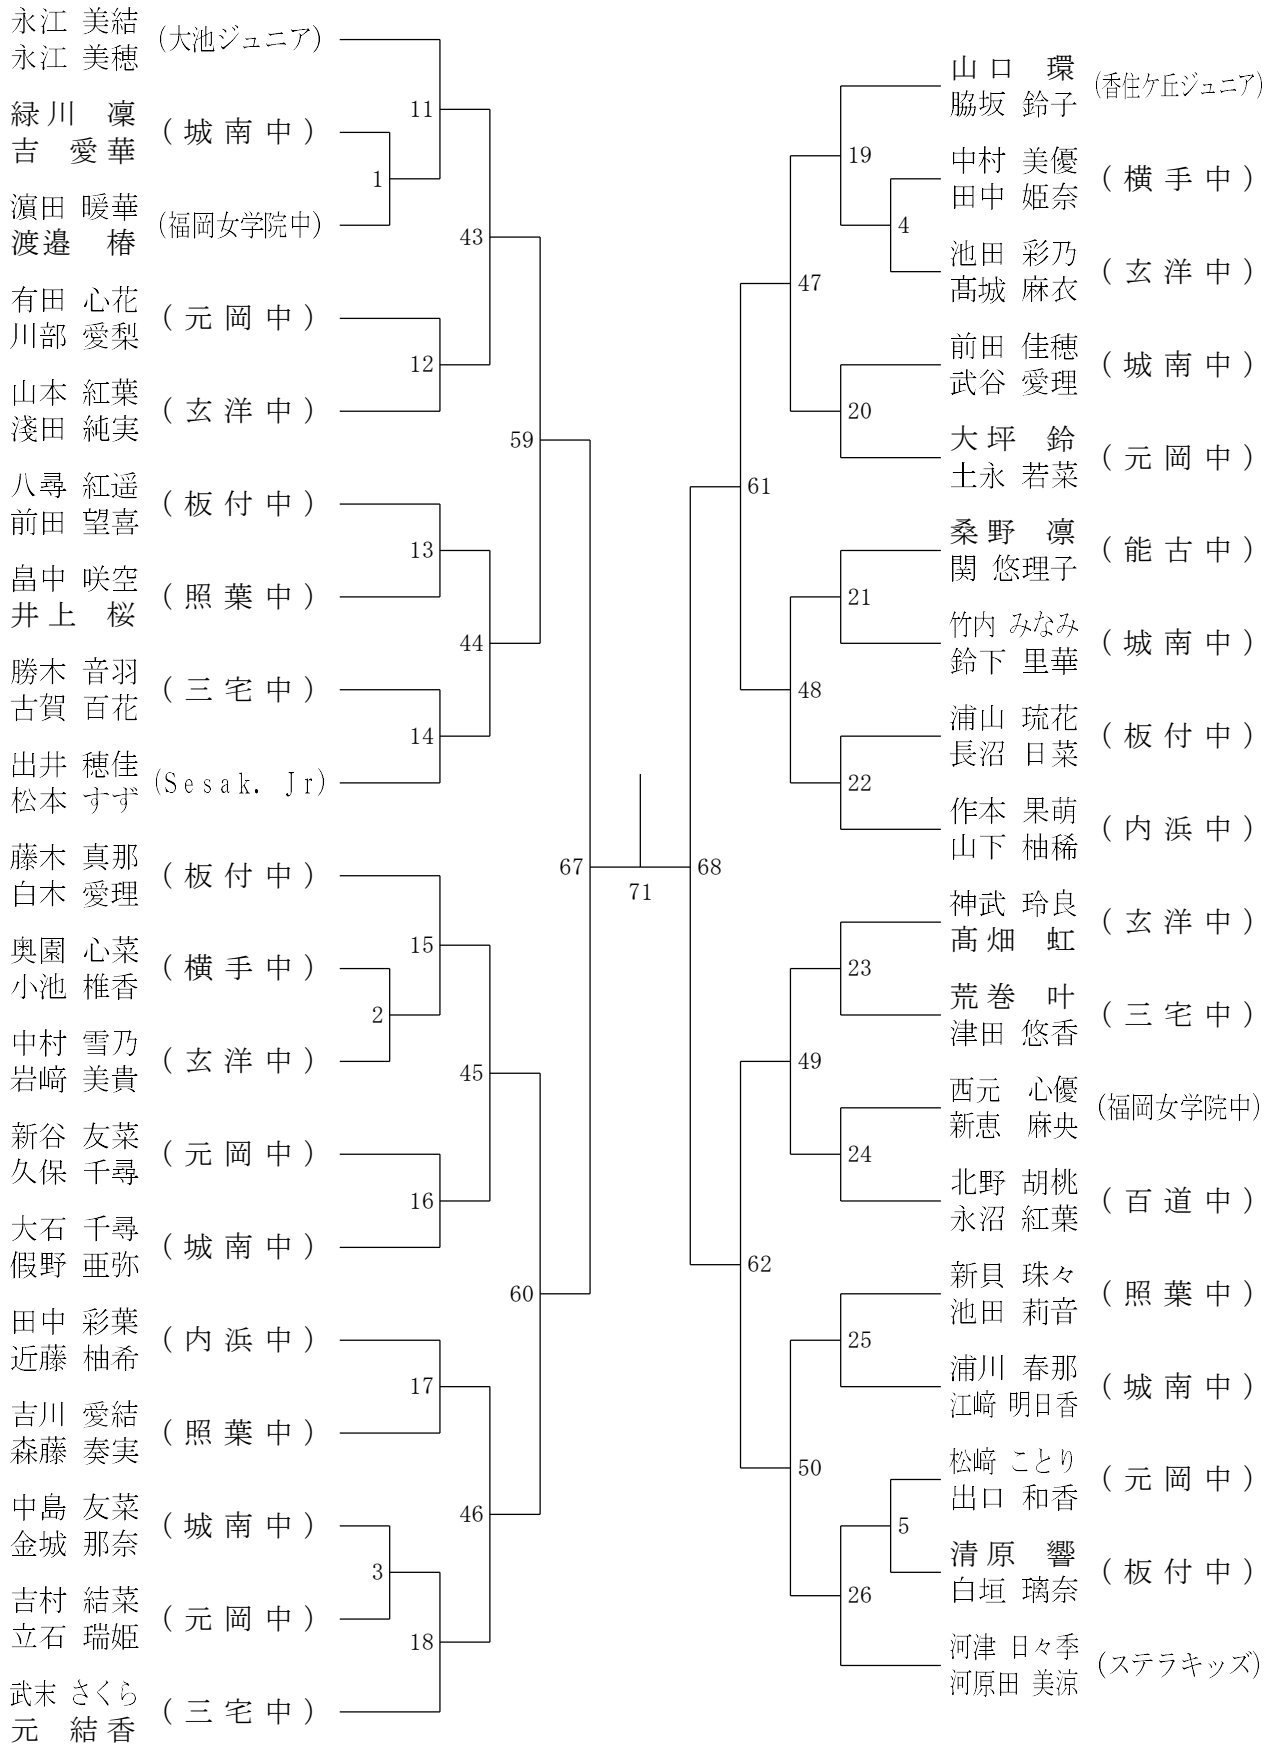 永江 美結
永江 美穂
(大池ジュニア)
緑川 凜
吉 愛華
(城南中)
濵田 暖華
渡邉 椿
(福岡女学院中)
有田 心花
川部 愛梨
(元岡中)
山本 紅葉
淺田 純実
(玄洋中)
八尋 紅遥
前田 望喜
(板付中)
畠中 咲空
井上 桜
(照葉中)
勝木 音羽
古賀 百花
(三宅中)
出井 穂佳
松本 すず
(Sesak. Jr)
藤木 真那
白木 愛理
(板付中)
奥園 心菜
小池 椎香
(横手中)
中村 雪乃
岩﨑 美貴
(玄洋中)
新谷 友菜
久保 千尋
(元岡中)
大石 千尋
假野 亜弥
(城南中)
田中 彩葉
近藤 柚希
(内浜中)
吉川 愛結
森藤 奏実
(照葉中)
中島 友菜
金城 那奈
(城南中)
吉村 結菜
立石 瑞姫
(元岡中)
武末 さくら
元 結香
(三宅中)
1
2
3
11
12
13
14
15
16
17
18
43
44
45
46
59
60
67
71
68
61
62
47
48
49
50
19
20
21
22
23
24
25
26
4
5
山口 環
脇坂 鈴子
(香住ケ丘ジュニア)
中村 美優
田中 姫奈
(横手中)
池田 彩乃
髙城 麻衣
(玄洋中)
前田 佳穂
武谷 愛理
(城南中)
大坪 鈴
土永 若菜
(元岡中)
桑野 凛
関 悠理子
(能古中)
竹内 みなみ
鈴下 里華
(城南中)
浦山 琉花
長沼 日菜
(板付中)
作本 果萌
山下 柚稀
(内浜中)
神武 玲良
髙畑 虹
(玄洋中)
荒巻 叶
津田 悠香
(三宅中)
西元 心優
新恵 麻央
(福岡女学院中)
北野 胡桃
永沼 紅葉
(百道中)
新貝 珠々
池田 莉音
(照葉中)
浦川 春那
江﨑 明日香
(城南中)
松﨑 ことり
出口 和香
(元岡中)
清原 響
白垣 璃奈
(板付中)
河津 日々季
河原田 美涼
(ステラキッズ)